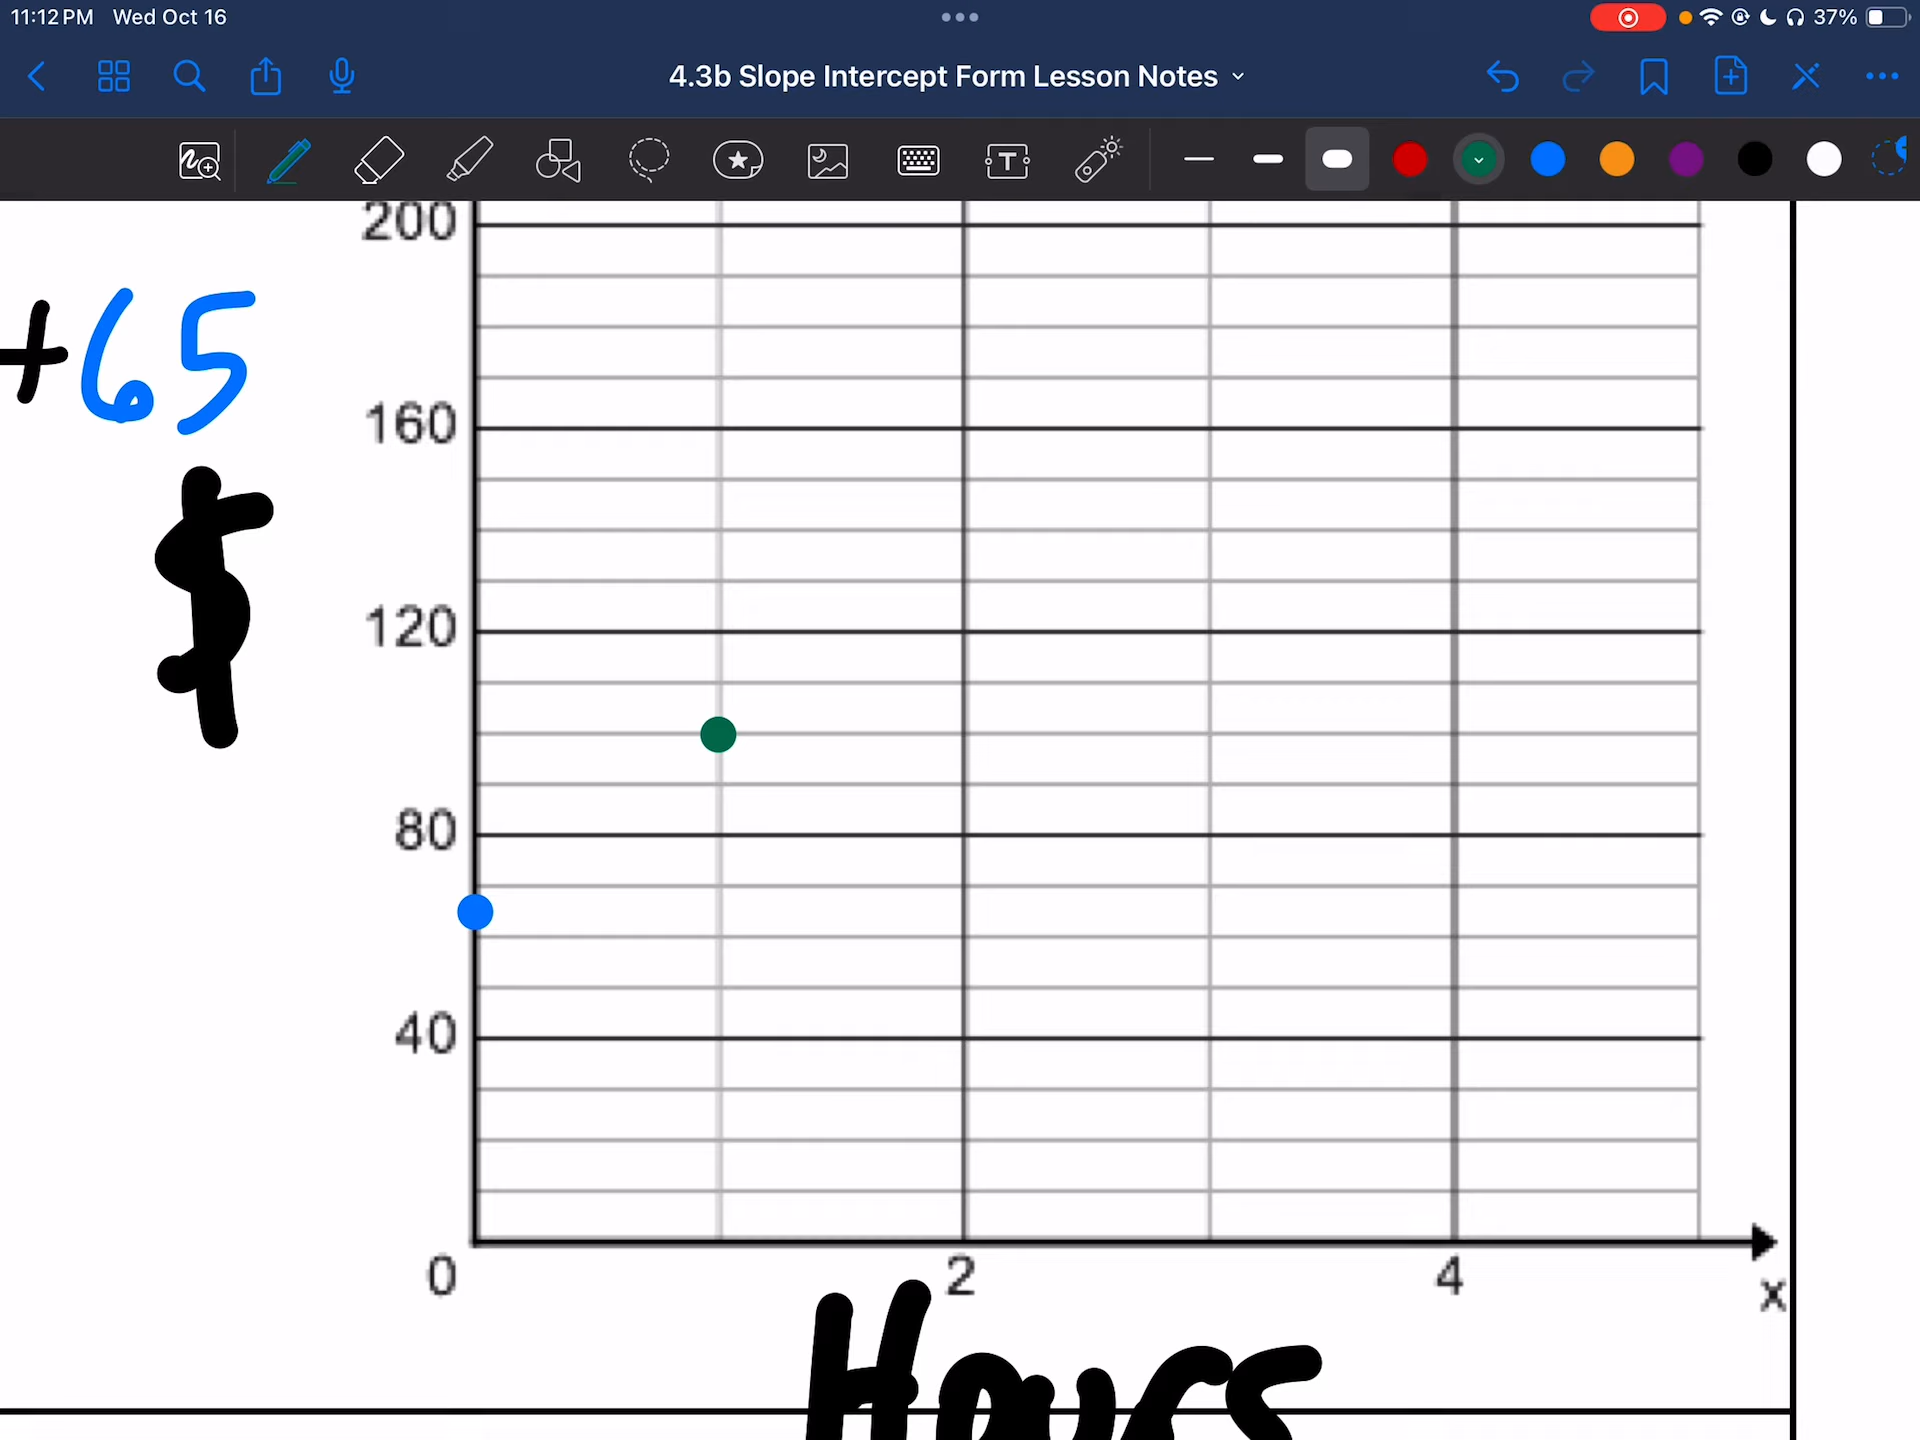 11:12 PM Wed Oct 16
37%
4.3b Slope Intercept Form Lesson Notes
T
200
+65
160
$
120
80
40
0 2 4
x
Hours